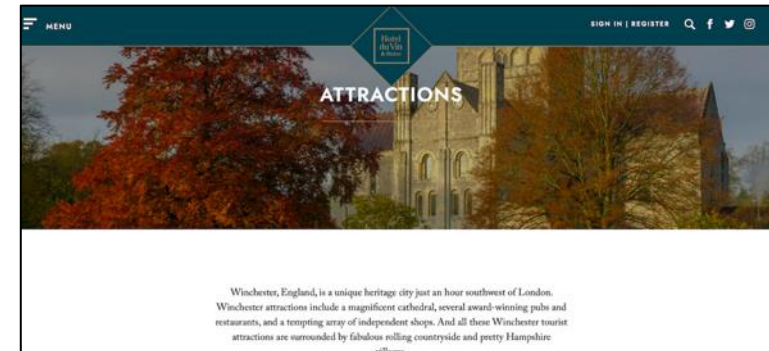 MENU
SIGN IN | REGISTER
Hotel
du Vin
& Bistro
ATTRACTIONS
Winchester, England, is a unique heritage city just an hour southwest of London.
Winchester attractions include a magnificent cathedral, several award-winning pubs and
restaurants, and a tempting array of independent shops. And all these Winchester tourist
attractions are surrounded by fabulous rolling countryside and pretty Hampshire